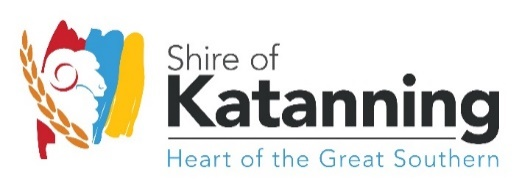 Shire of
Katanning
Heart of the Great Southern